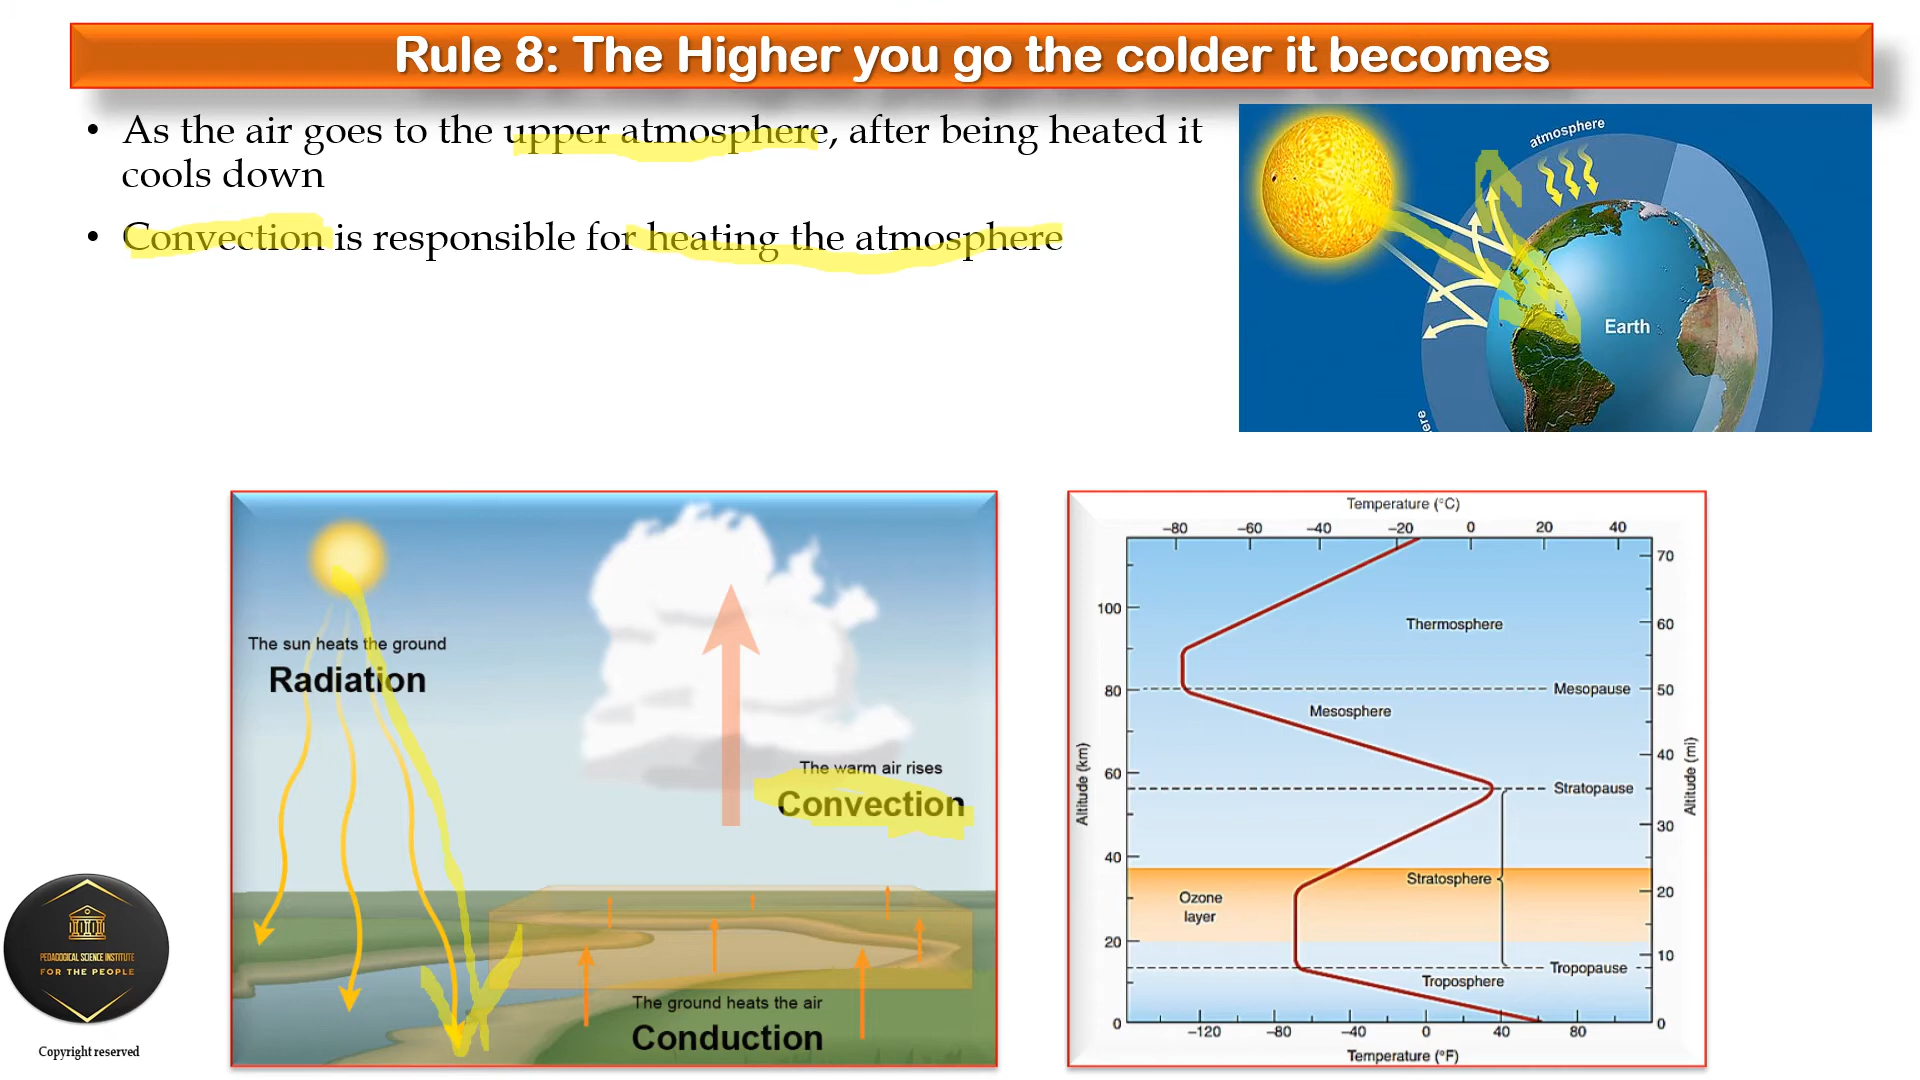 Rule 8: The Higher you go the colder it becomes
• As the air goes to the upper atmosphere, after being heated it
cools down
• Convection is responsible for heating the atmosphere
atmosphere
Earth
ere
The sun heats the ground
Radiation
The warm air rises
Convection
The ground heats the air
Conduction
Temperature (°C)
–80 –60 –40 –20 0 20 40
70
100
Thermosphere
60
80
Mesopause
50
Mesosphere
40
60
Stratopause
30
40
Stratosphere
20
Ozone
layer
20
10
Tropopause
Troposphere
0
0
–120 –80 –40 0 40 80
Temperature (°F)
Altitude (km)
Altitude (mi)
PEDAGOGICAL SCIENCE INSTITUTE
FOR THE PEOPLE
Copyright reserved